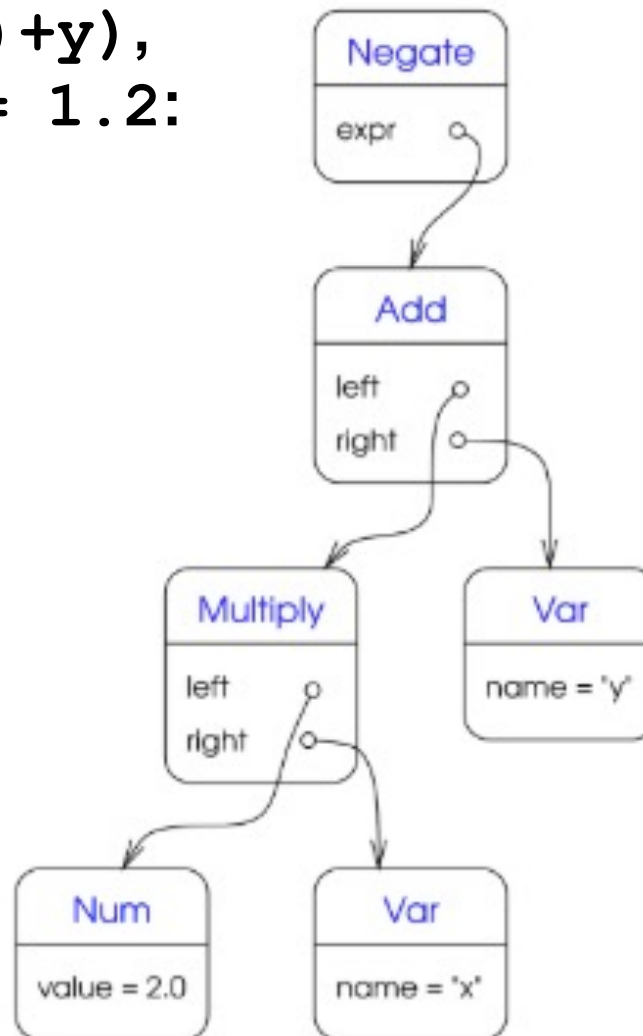 )+y),
= 1.2:
Negate
expr
Add
left
right
Multiply
left
right
Var
name = "y"
Num
value = 2.0
Var
name = "x"